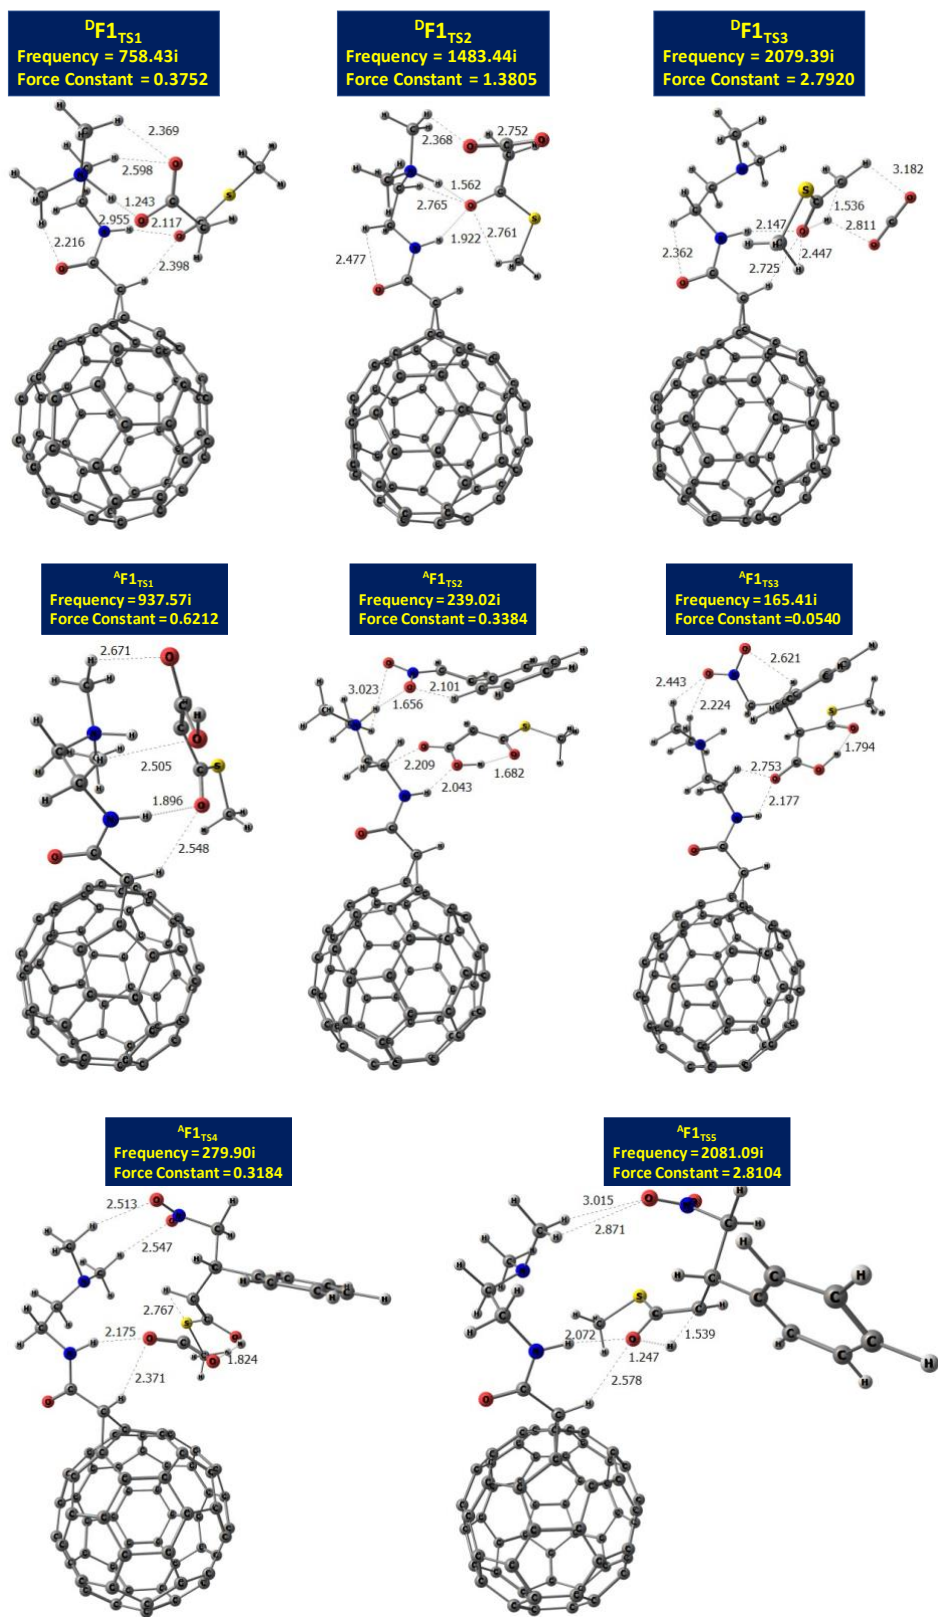 DF1TS1
Frequency = 758.43i
Force Constant = 0.3752
DF1TS2
Frequency = 1483.44i
Force Constant = 1.3805
DF1TS3
Frequency = 2079.39i
Force Constant = 2.7920
2.369
2.598
1.243
2.955
2.117
2.216
2.398
2.752
2.368
1.562
2.765
2.761
1.922
2.477
3.182
1.536
2.147
2.811
2.447
2.362
2.725
AF1TS1
Frequency = 937.57i
Force Constant = 0.6212
AF1TS2
Frequency = 239.02i
Force Constant = 0.3384
AF1TS3
Frequency = 165.41i
Force Constant =0.0540
2.671
2.505
1.896
2.548
3.023
2.101
1.656
2.209
1.682
2.043
2.621
2.443
2.224
1.794
2.753
2.177
AF1TS4
Frequency = 279.90i
Force Constant = 0.3184
AF1TS5
Frequency = 2081.09i
Force Constant = 2.8104
2.513
2.547
2.767
2.175
1.824
2.371
3.015
2.871
2.072
1.539
1.247
2.578